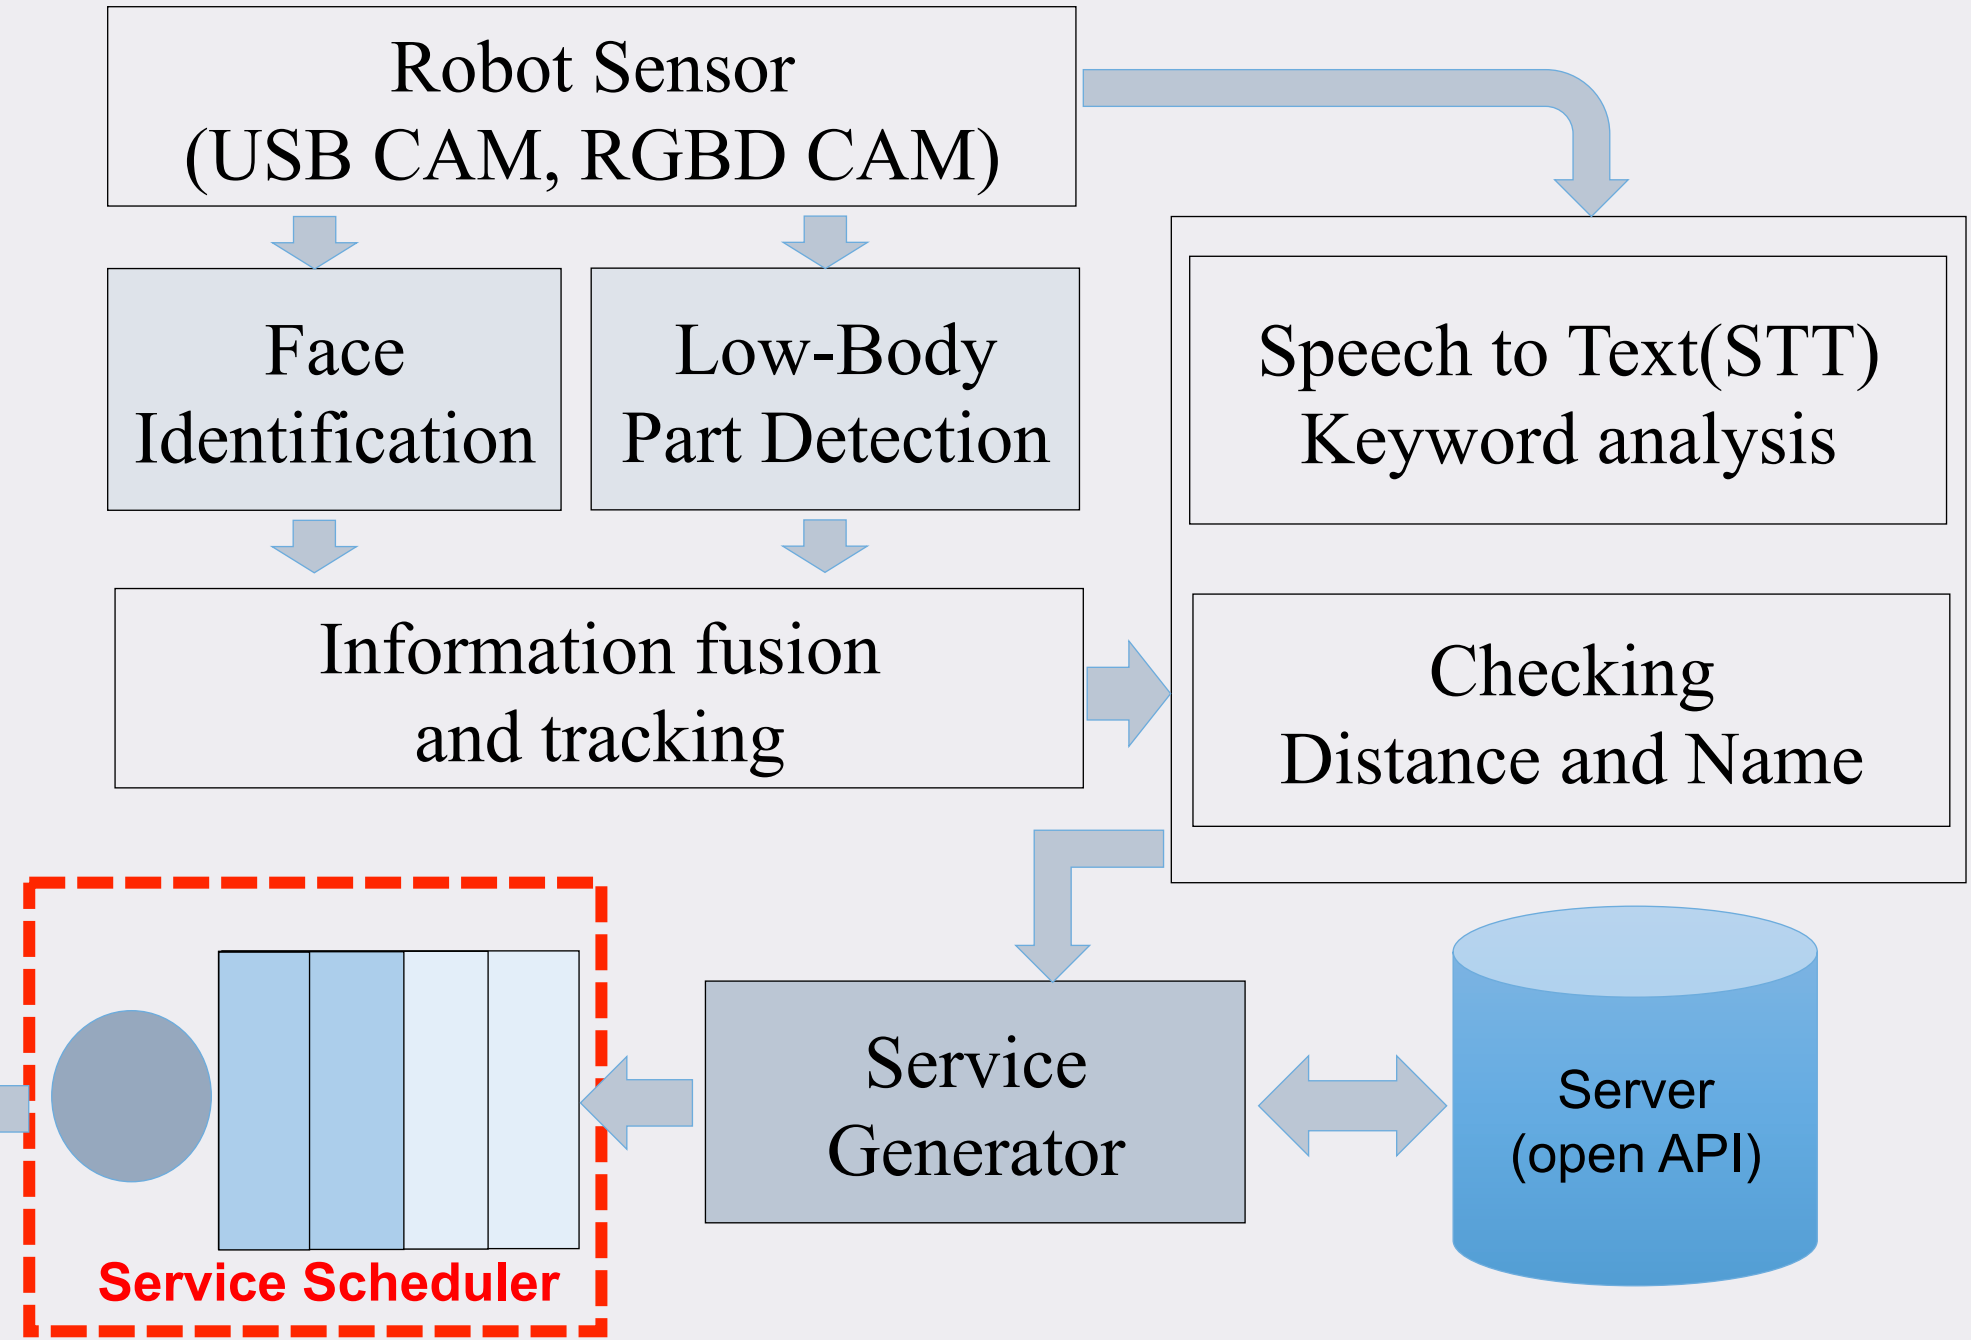 Robot Sensor
(USB CAM, RGBD CAM)
Face
Identification
Low-Body
Part Detection
Speech to Text(STT)
Keyword analysis
Information fusion
and tracking
Checking
Distance and Name
Service
Generator
Server
(open API)
Service Scheduler